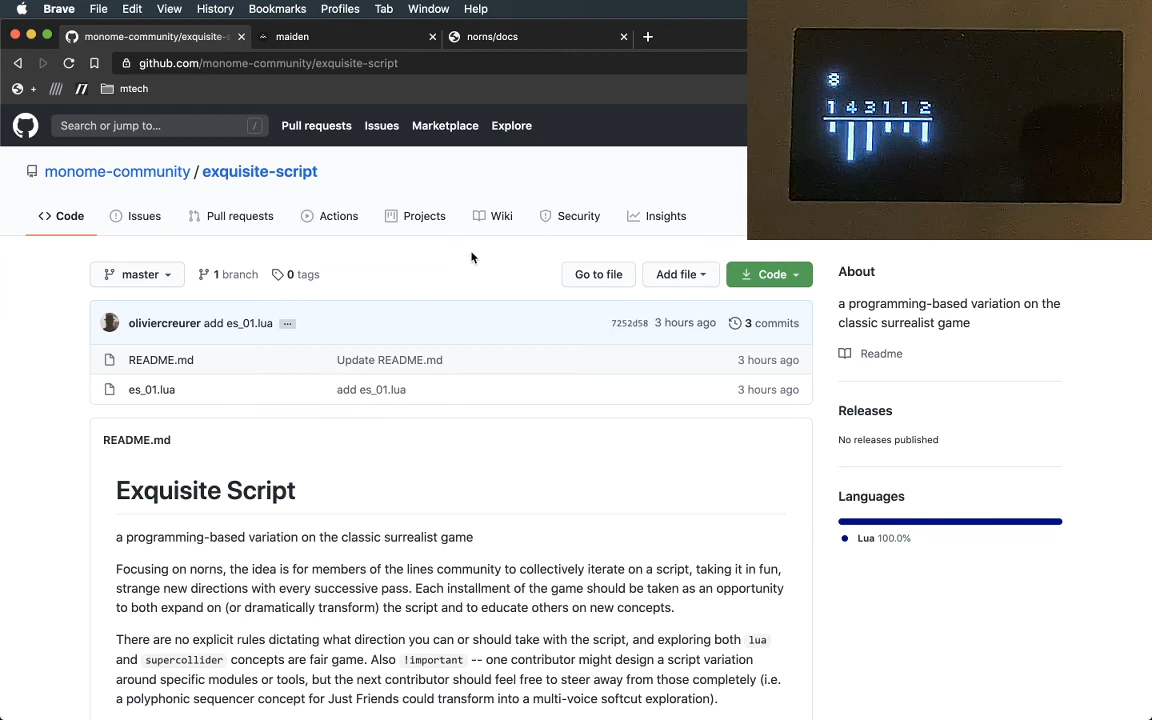 Brave File Edit View History Bookmarks Profiles Tab Window Help
monome-community/exquisite-s
maiden
norns/docs
github.com/monome-community/exquisite-script
mtech
Search or jump to... /
Pull requests Issues Marketplace Explore
monome-community / exquisite-script
Code Issues Pull requests Actions Projects Wiki Security Insights
master 1 branch 0 tags
Go to file Add file Code
oliviercreurer add es_01.lua ...
7252d58 3 hours ago 3 commits
README.md Update README.md 3 hours ago
es_01.lua add es_01.lua 3 hours ago
README.md
Exquisite Script
a programming-based variation on the classic surrealist game
Focusing on norns, the idea is for members of the lines community to collectively iterate on a script, taking it in fun,
strange new directions with every successive pass. Each installment of the game should be taken as an opportunity
to both expand on (or dramatically transform) the script and to educate others on new concepts.
There are no explicit rules dictating what direction you can or should take with the script, and exploring both lua
and supercollider concepts are fair game. Also !important -- one contributor might design a script variation
around specific modules or tools, but the next contributor should feel free to steer away from those completely (i.e.
a polyphonic sequencer concept for Just Friends could transform into a multi-voice softcut exploration).
About
a programming-based variation on the
classic surrealist game
Readme
Releases
No releases published
Languages
Lua 100.0%
8
1 4 3 1 1 2